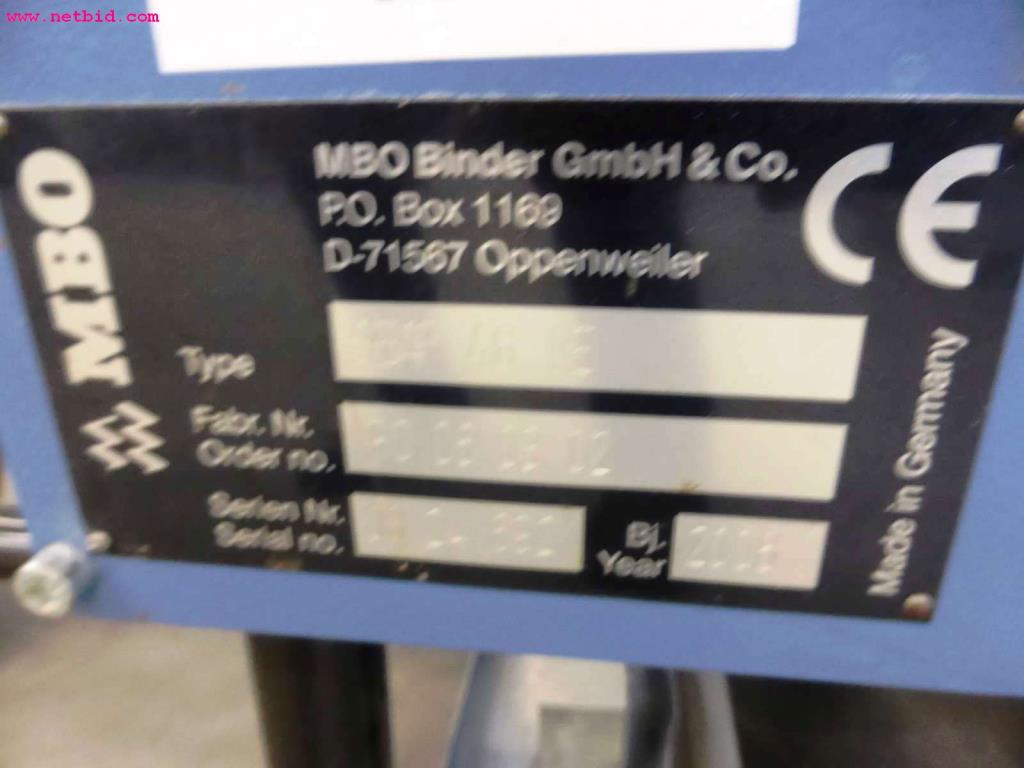 www.netbid.com
MBO
MBO Binder GmbH & Co.
P.O. Box 1169
D-71567 Oppenweiler
CE
Type
Fabr. Nr.
Order no.
Serien Nr.
Serial no.
Bj.
Year
Made in Germany